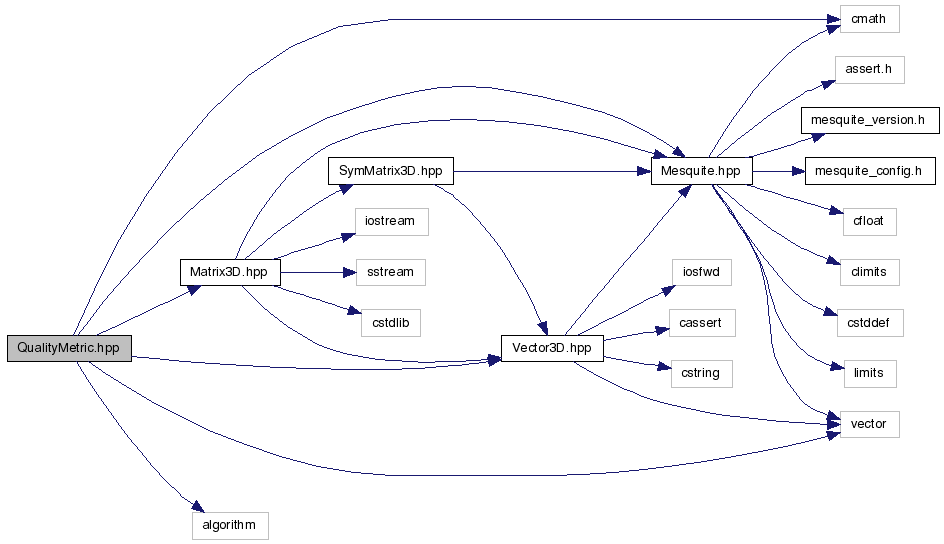 cmath
assert.h
mesquite_version.h
SymMatrix3D.hpp
Mesquite.hpp
mesquite_config.h
iostream
cfloat
Matrix3D.hpp
sstream
iosfwd
climits
cstdlib
cassert
cstddef
QualityMetric.hpp
Vector3D.hpp
cstring
limits
vector
algorithm